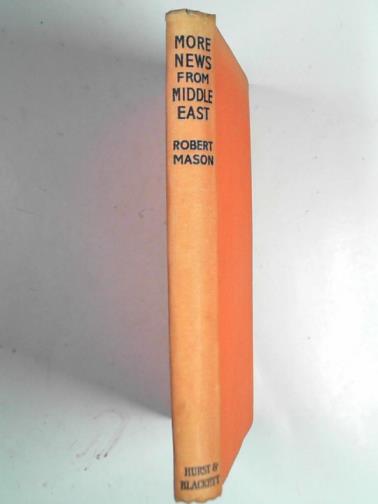 MORE
NEWS
FROM
MIDDLE
EAST
ROBERT
MASON
HURST &
BLACKETT